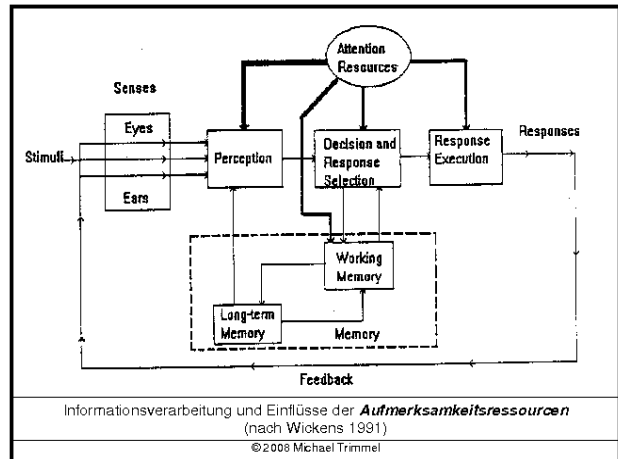 Attention
Resources
Senses
Eyes
Stimuli
Ears
Perception
Decision and
Response
Selection
Response
Execution
Responses
Working
Memory
Long-term
Memory
Memory
Feedback
Informationsverarbeitung und Einflüsse der Aufmerksamkeitsressourcen
(nach Wickens 1991)
©2008 Michael Trimmel